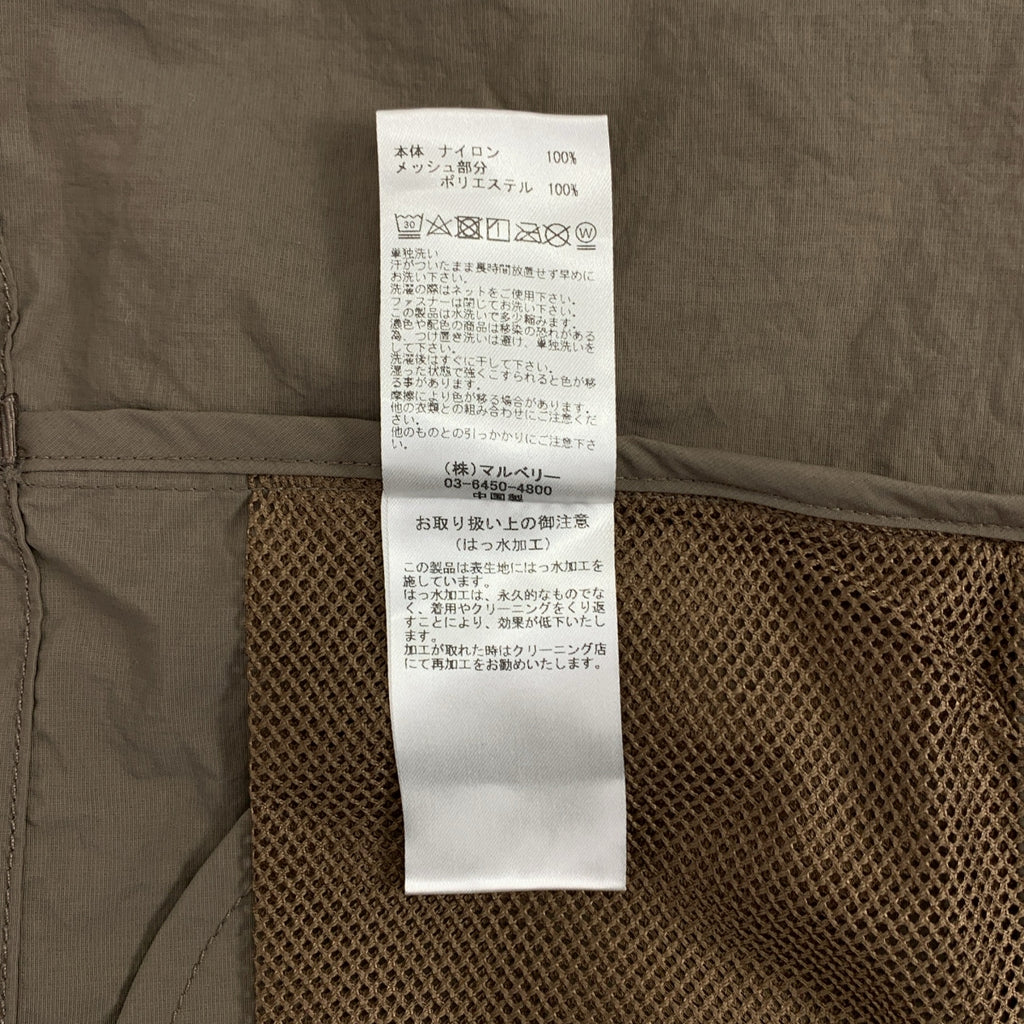 本体 ナイロン 100%
メッシュ部分
ポリエステル 100%
30
W
単独洗い
汗がついたまま長時間放置せず早めに
お洗い下さい。
洗濯の際はネットをご使用下さい。
ファスナーは閉じてお洗い下さい。
この製品は水洗いで多少縮みます。
濃色や配色の商品は移染の恐れがある
為、つけ置き洗いは避け、単独洗いを
して下さい。
洗濯後はすぐに干して下さい。
湿った状態で強くこすられると色が移
る事があります。
摩擦により色が移る場合があります。
他の衣類との組み合わせにご注意くだ
さい。
他のものとの引っかかりにご注意下さ
い。
(株)マルベリー
03-6450-4800
中国製
お取り扱い上の御注意
(はっ水加工)
この製品は表生地にはっ水加工を
施しています。
はっ水加工は、永久的なものでな
く、着用やクリーニングをくり返
すことにより、効果が低下いたし
ます。
加工が取れた時はクリーニング店
にて再加工をお勧めいたします。